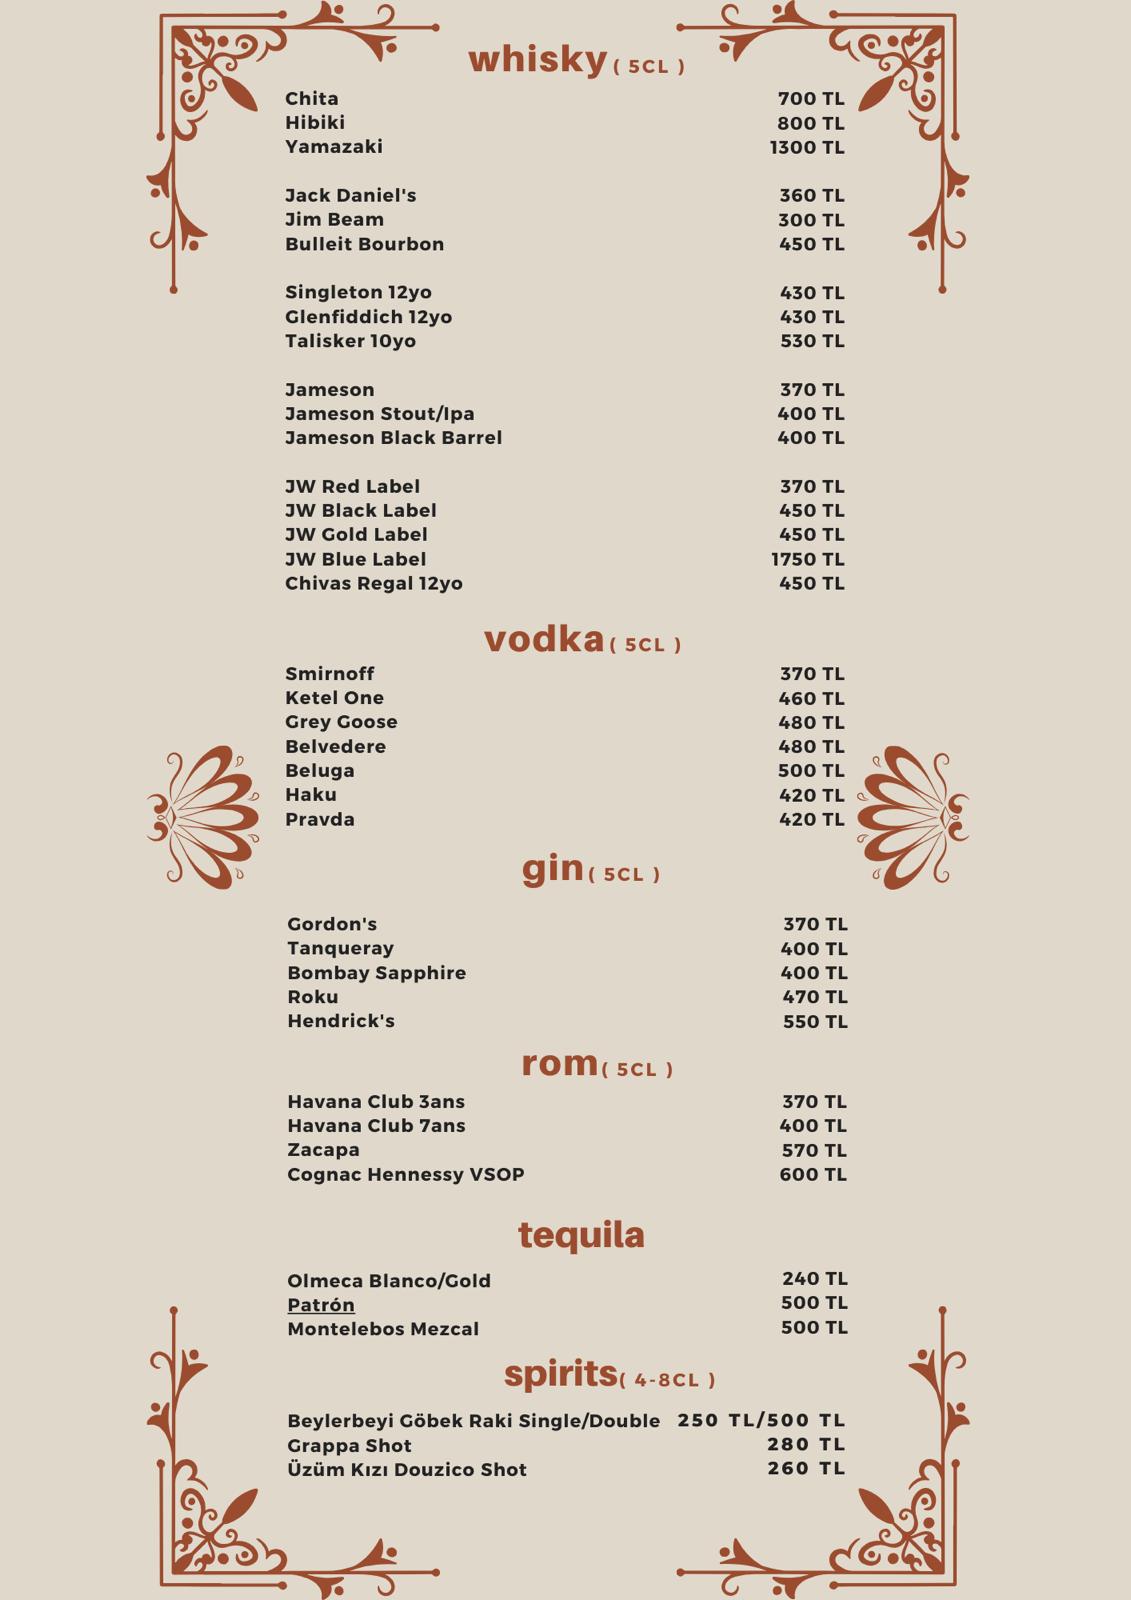 whisky ( 5CL )
Chita 700 TL
Hibiki 800 TL
Yamazaki 1300 TL
Jack Daniel's 360 TL
Jim Beam 300 TL
Bulleit Bourbon 450 TL
Singleton 12yo 430 TL
Glenfiddich 12yo 430 TL
Talisker 10yo 530 TL
Jameson 370 TL
Jameson Stout/Ipa 400 TL
Jameson Black Barrel 400 TL
JW Red Label 370 TL
JW Black Label 450 TL
JW Gold Label 450 TL
JW Blue Label 1750 TL
Chivas Regal 12yo 450 TL
vodka ( 5CL )
Smirnoff 370 TL
Ketel One 460 TL
Grey Goose 480 TL
Belvedere 480 TL
Beluga 500 TL
Haku 420 TL
Pravda 420 TL
gin ( 5CL )
Gordon's 370 TL
Tanqueray 400 TL
Bombay Sapphire 400 TL
Roku 470 TL
Hendrick's 550 TL
rom ( 5CL )
Havana Club 3ans 370 TL
Havana Club 7ans 400 TL
Zacapa 570 TL
Cognac Hennessy VSOP 600 TL
tequila
Olmeca Blanco/Gold 240 TL
Patrón 500 TL
Montelebos Mezcal 500 TL
spirits ( 4-8CL )
Beylerbeyi Göbek Raki Single/Double 250 TL/500 TL
Grappa Shot 280 TL
Üzüm Kızı Douzico Shot 260 TL